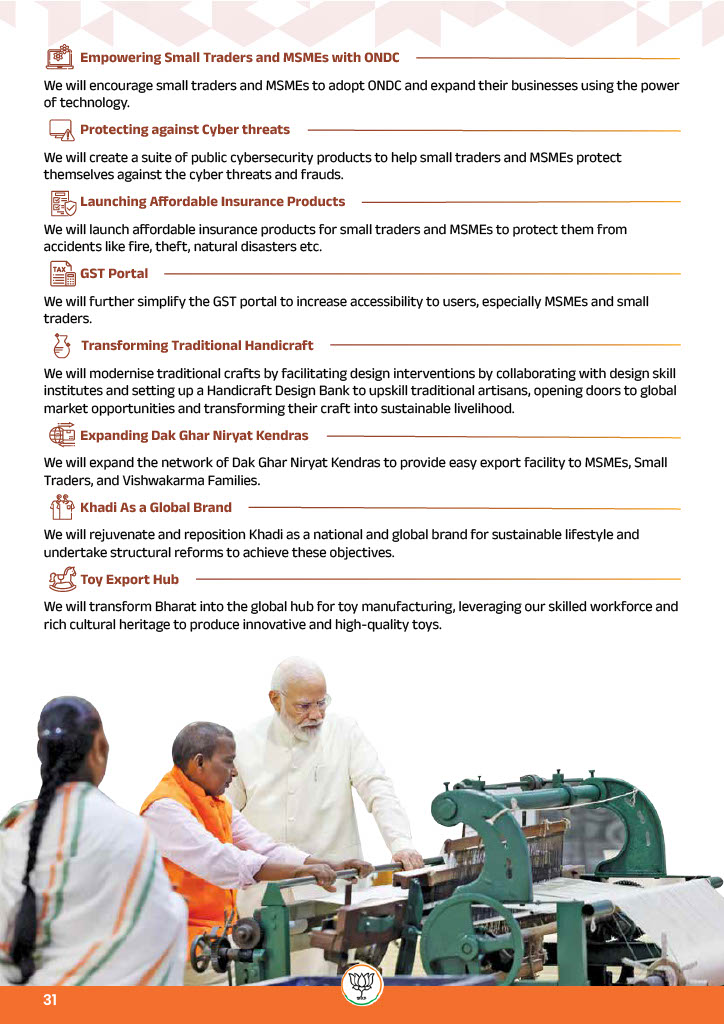 Empowering Small Traders and MSMEs with ONDC
We will encourage small traders and MSMEs to adopt ONDC and expand their businesses using the power
of technology.
Protecting against Cyber threats
We will create a suite of public cybersecurity products to help small traders and MSMEs protect
themselves against the cyber threats and frauds.
Launching Affordable Insurance Products
We will launch affordable insurance products for small traders and MSMEs to protect them from
accidents like fire, theft, natural disasters etc.
TAX
GST Portal
We will further simplify the GST portal to increase accessibility to users, especially MSMEs and small
traders.
Transforming Traditional Handicraft
We will modernise traditional crafts by facilitating design interventions by collaborating with design skill
institutes and setting up a Handicraft Design Bank to upskill traditional artisans, opening doors to global
market opportunities and transforming their craft into sustainable livelihood.
Expanding Dak Ghar Niryat Kendras
We will expand the network of Dak Ghar Niryat Kendras to provide easy export facility to MSMEs, Small
Traders, and Vishwakarma Families.
Khadi As a Global Brand
We will rejuvenate and reposition Khadi as a national and global brand for sustainable lifestyle and
undertake structural reforms to achieve these objectives.
Toy Export Hub
We will transform Bharat into the global hub for toy manufacturing, leveraging our skilled workforce and
rich cultural heritage to produce innovative and high-quality toys.
31